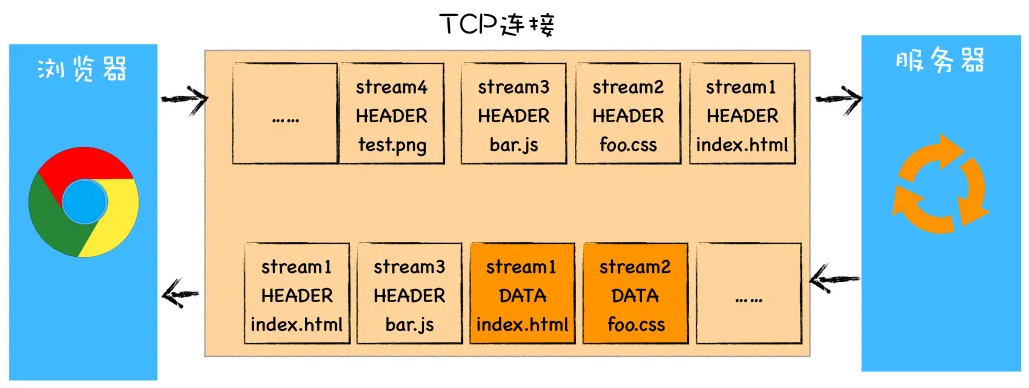 TCP连接
浏览器
服务器
……
stream4
HEADER
test.png
stream3
HEADER
bar.js
stream2
HEADER
foo.css
stream1
HEADER
index.html
stream1
HEADER
index.html
stream3
HEADER
bar.js
stream1
DATA
index.html
stream2
DATA
foo.css
……